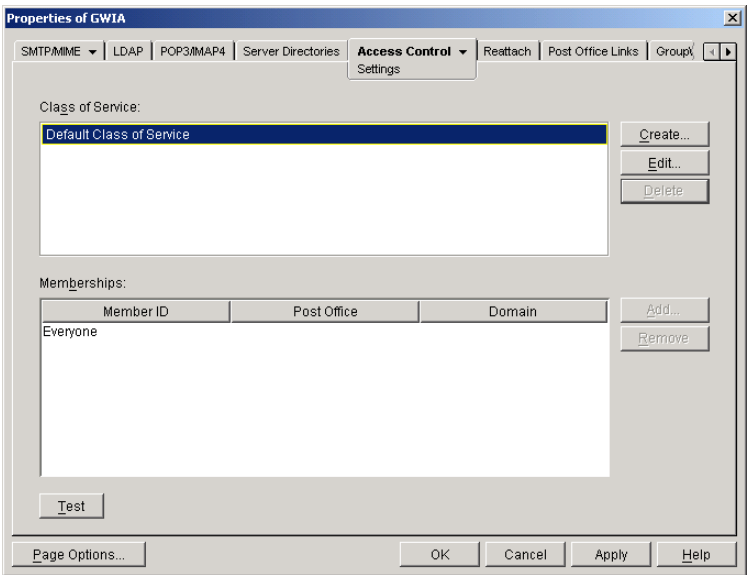 Properties of GWIA
SMTP/MIME LDAP POP3/IMAP4 Server Directories Access Control Reattach Post Office Links GroupW
Settings
Class of Service:
Default Class of Service
Create...
Edit...
Delete
Memberships:
Member ID Post Office Domain
Everyone
Add...
Remove
Test
Page Options... OK Cancel Apply Help